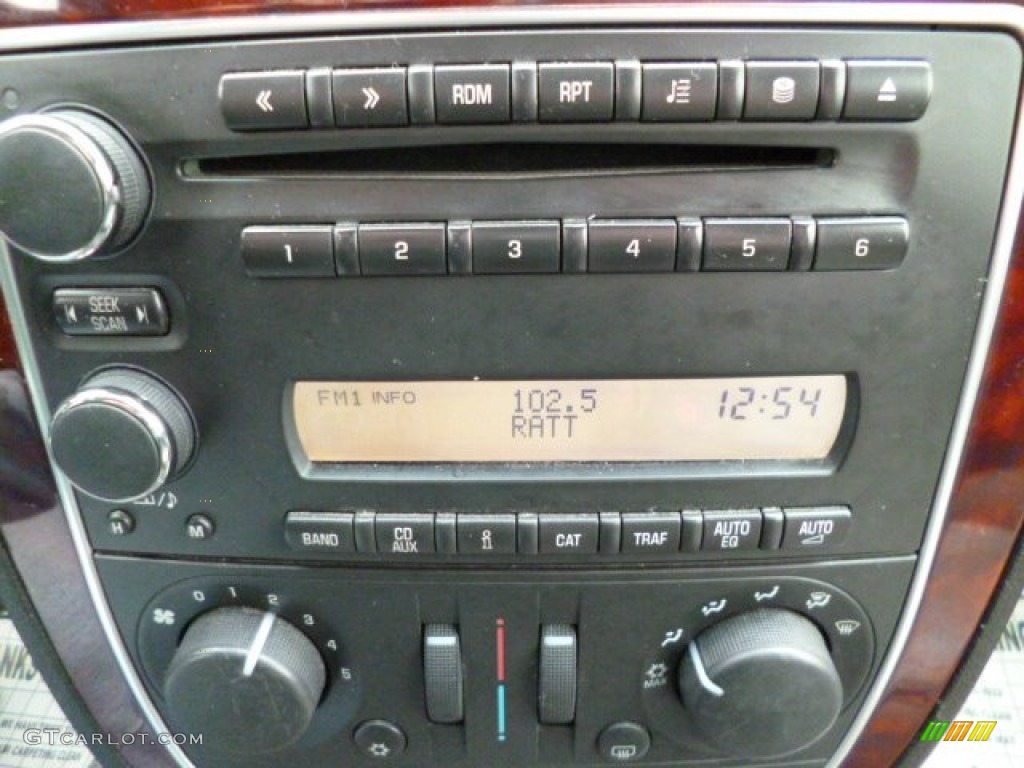 RDM RPT
1 2 3 4 5 6
SEEK
SCAN
FM1 INFO 102.5 12:54
RATT
H M
BAND CD AUX i CAT TRAF AUTO EQ AUTO
0 1 2 3 4 5
MAX
GTCARLOT.COM